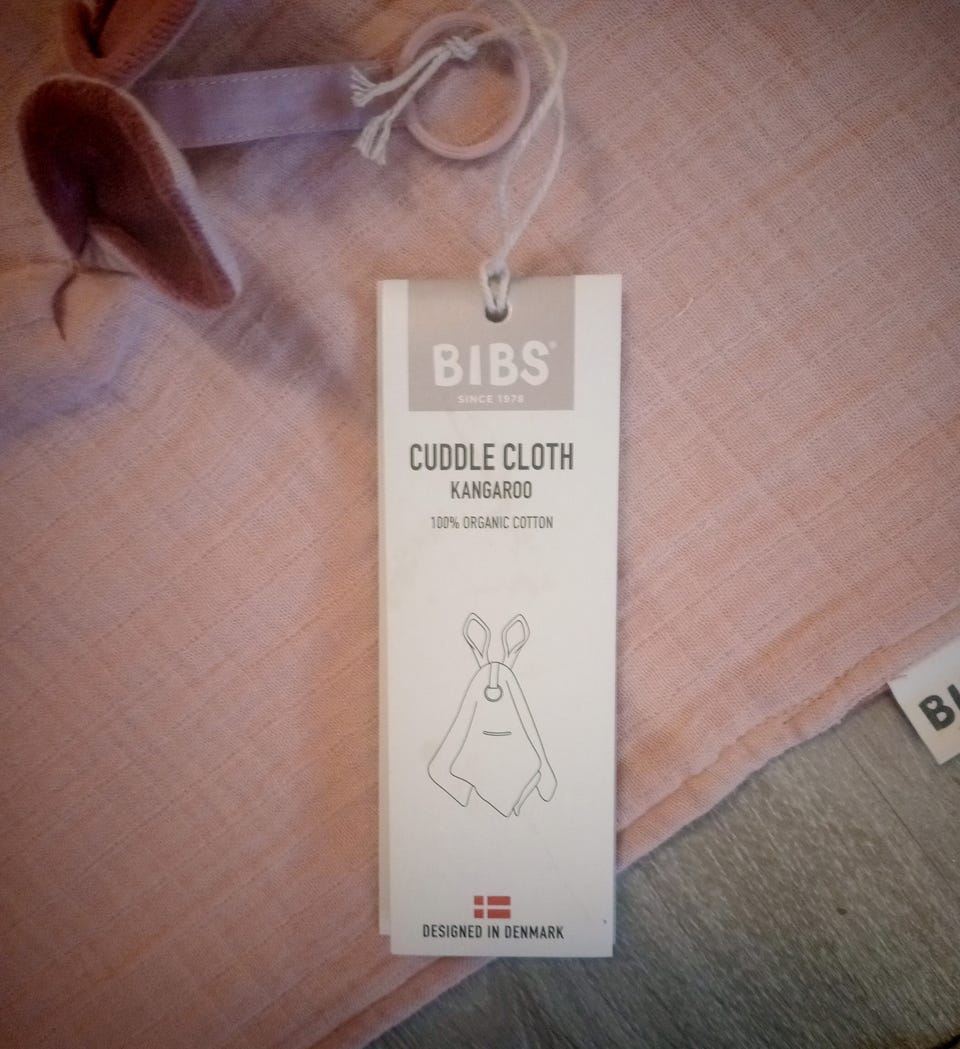 BIBS®
SINCE 1978
CUDDLE CLOTH
KANGAROO
100% ORGANIC COTTON
DESIGNED IN DENMARK